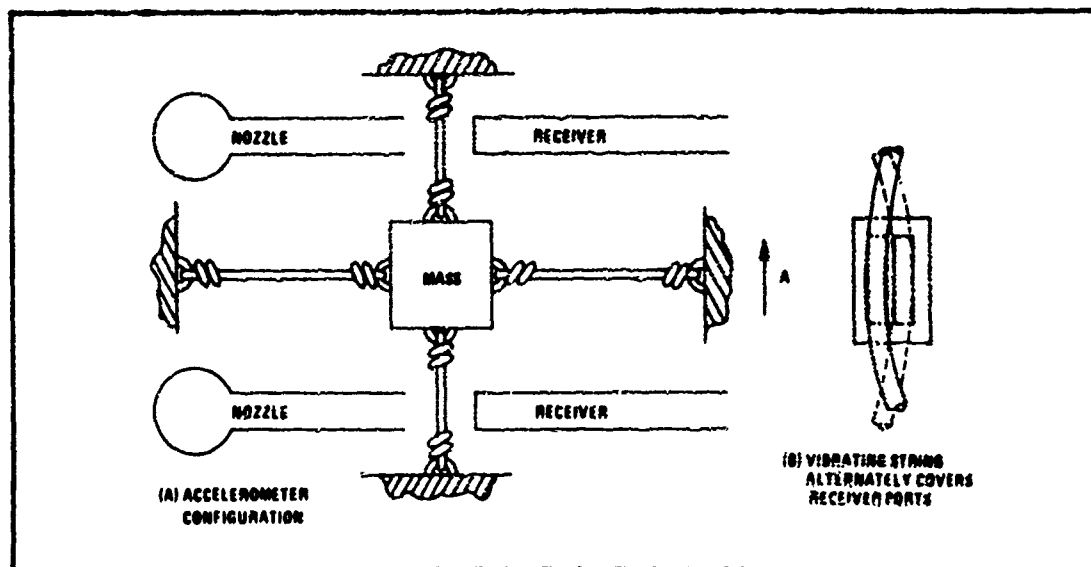 NOZZLE
RECEIVER
MASS
A
NOZZLE
RECEIVER
(A) ACCELEROMETER
CONFIGURATION
(B) VIBRATING STRING
ALTERNATELY COVERS
RECEIVER PORTS